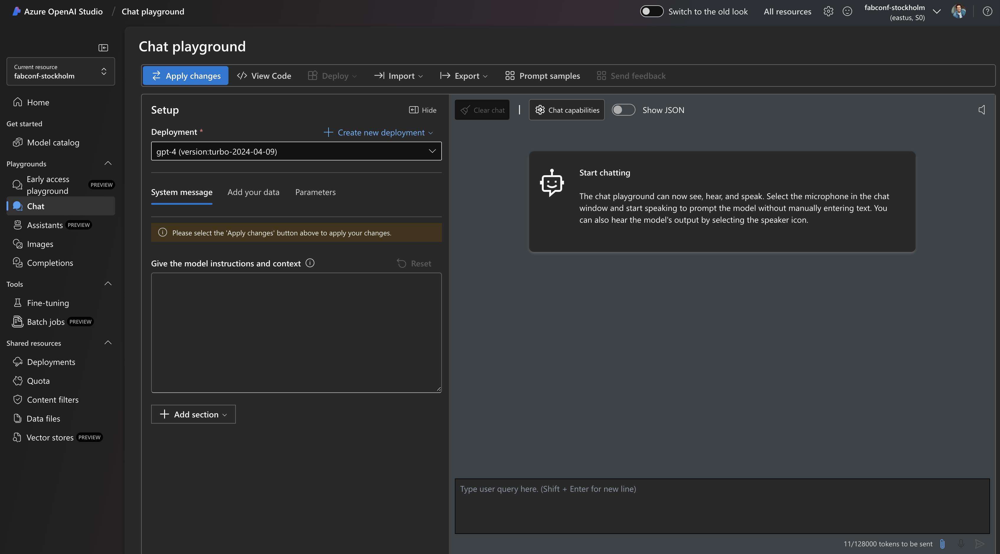 Azure OpenAI Studio / Chat playground
Switch to the old look
All resources
fabconf-stockholm
(eastus, S0)
Current resource
fabconf-stockholm
Home
Get started
Model catalog
Playgrounds
Early access
playground
PREVIEW
Chat
Assistants PREVIEW
Images
Completions
Tools
Fine-tuning
Batch jobs PREVIEW
Shared resources
Deployments
Quota
Content filters
Data files
Vector stores PREVIEW
Chat playground
Apply changes
View Code
Deploy
Import
Export
Prompt samples
Send feedback
Setup
Hide
Deployment *
Create new deployment
gpt-4 (version:turbo-2024-04-09)
System message
Add your data
Parameters
Please select the 'Apply changes' button above to apply your changes.
Give the model instructions and context
Reset
Add section
Clear chat
Chat capabilities
Show JSON
Start chatting
The chat playground can now see, hear, and speak. Select the microphone in the chat
window and start speaking to prompt the model without manually entering text. You
can also hear the model's output by selecting the speaker icon.
Type user query here. (Shift + Enter for new line)
11/128000 tokens to be sent